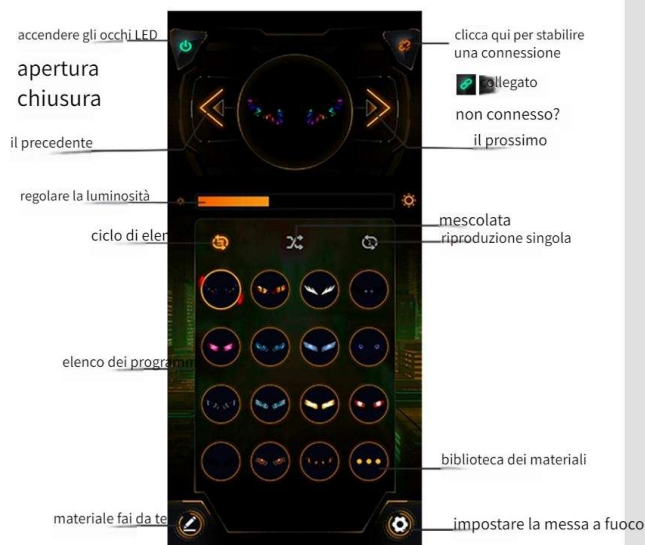 accendere gli occhi LED
apertura
chiusura
il precedente
regolare la luminosità
ciclo di
elenco dei
materiale fai da te
clicca qui per stabilire
una connessione
collegato
non connesso?
il prossimo
mescolata
riproduzione singola
biblioteca dei materiali
impostare la messa a fuoco